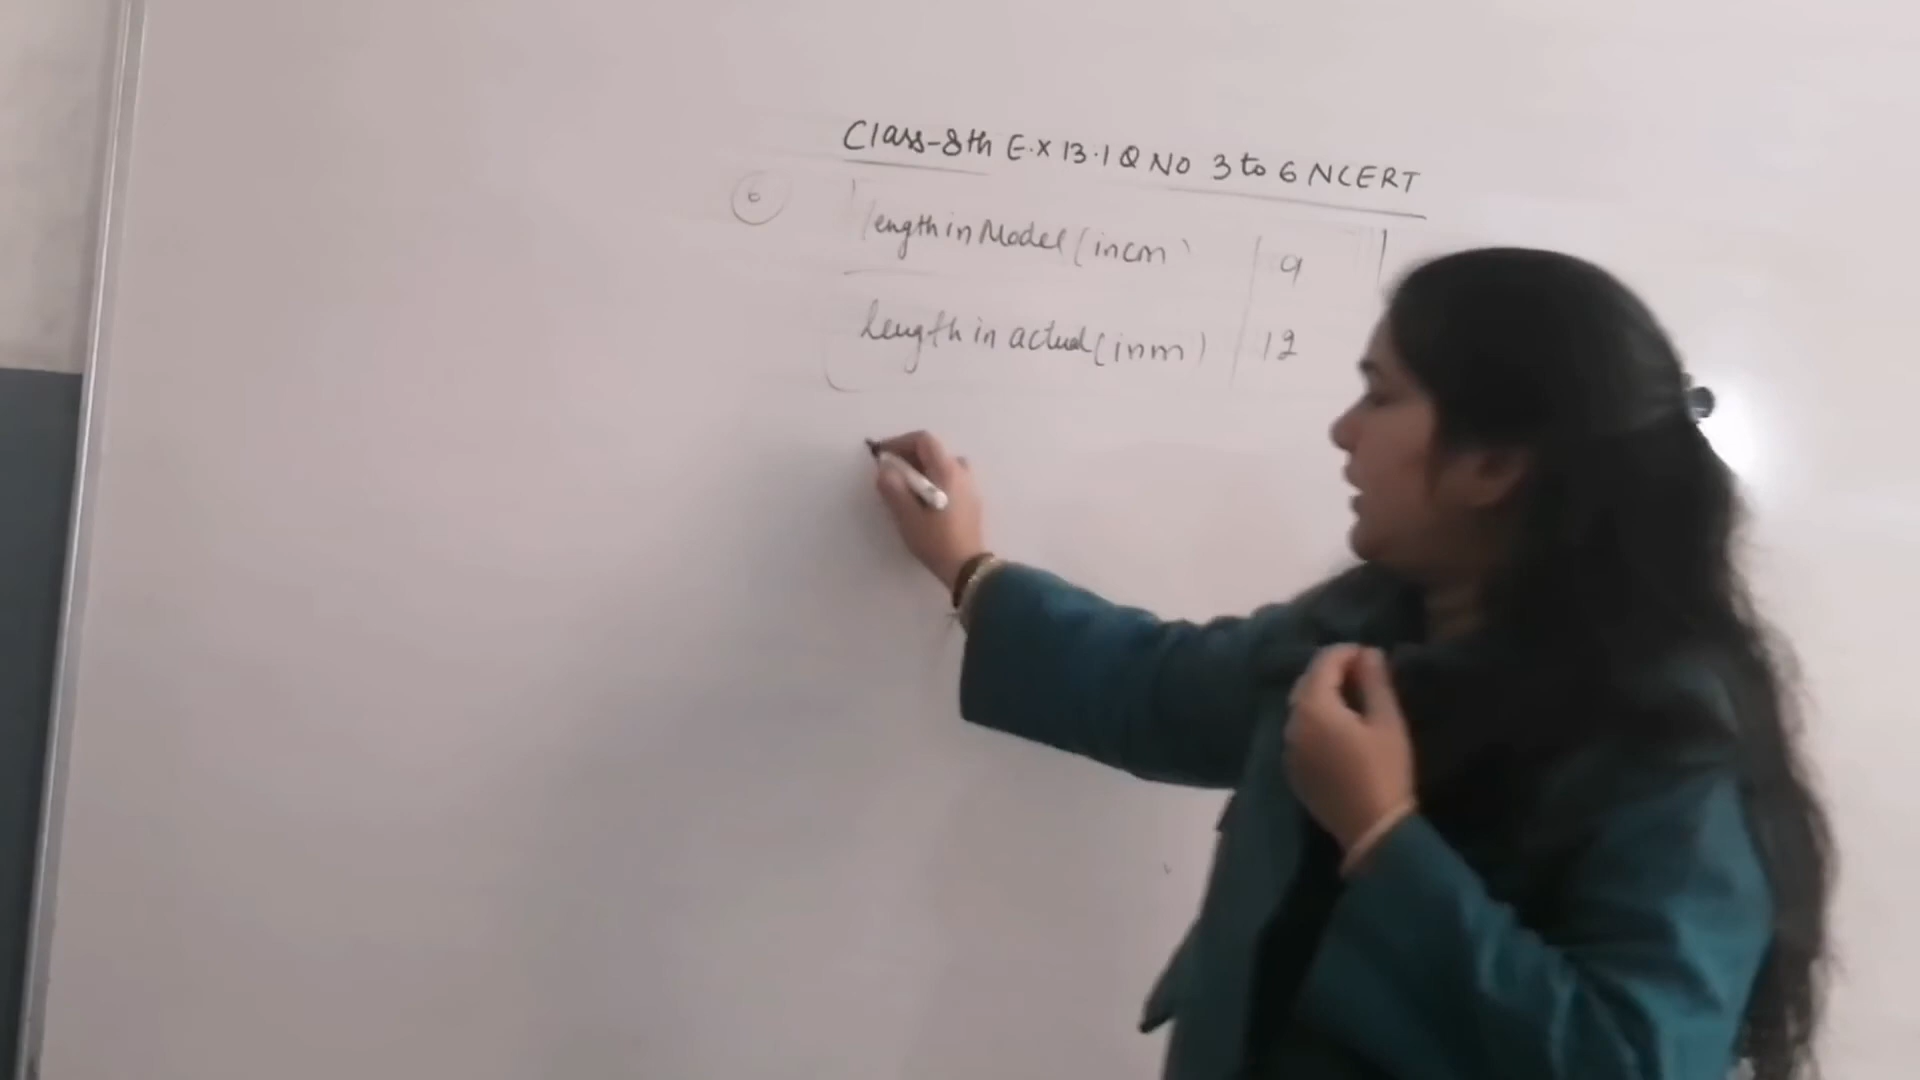 Class-8th E.x 13.1 Q No 3 to 6 NCERT
6
length in Model (in cm) 9
length in actual (in m) 12